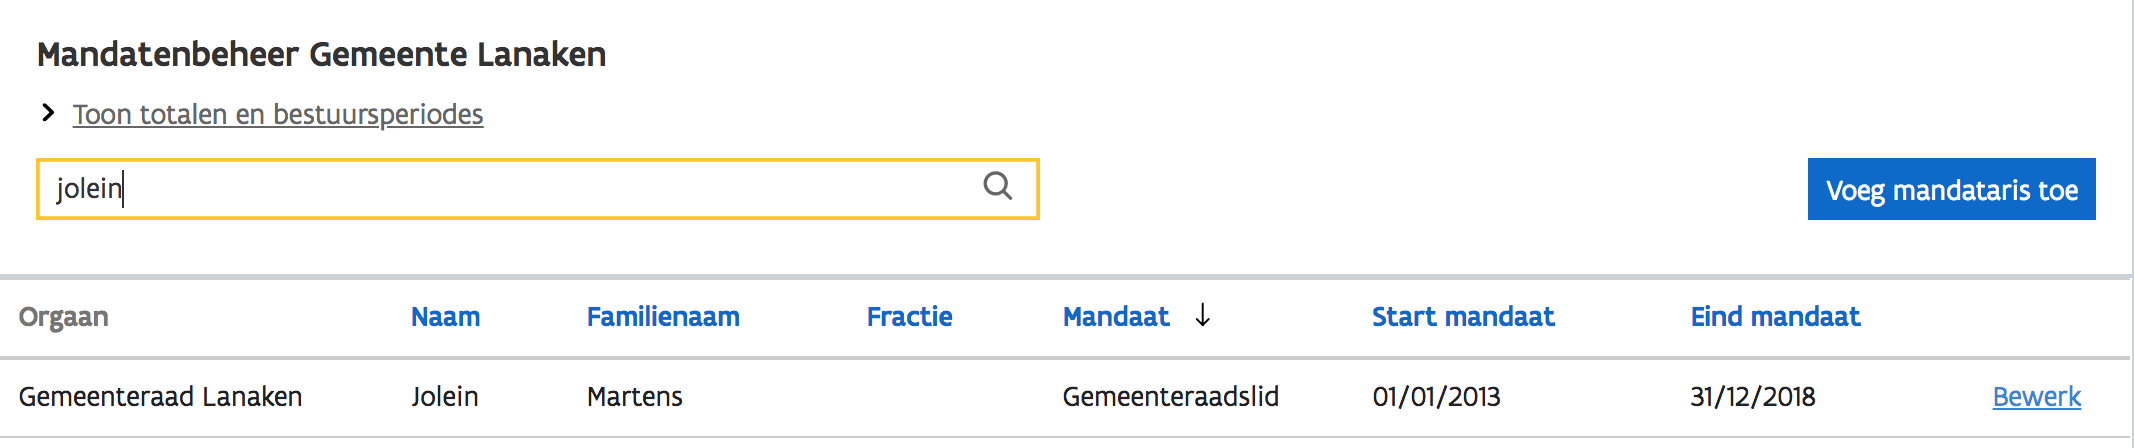 Mandatenbeheer Gemeente Lanaken
Toon totalen en bestuursperiodes
jolein
Voeg mandataris toe
Orgaan Naam Familienaam Fractie Mandaat ↓ Start mandaat Eind mandaat
Gemeenteraad Lanaken Jolein Martens Gemeenteraadslid 01/01/2013 31/12/2018 Bewerk